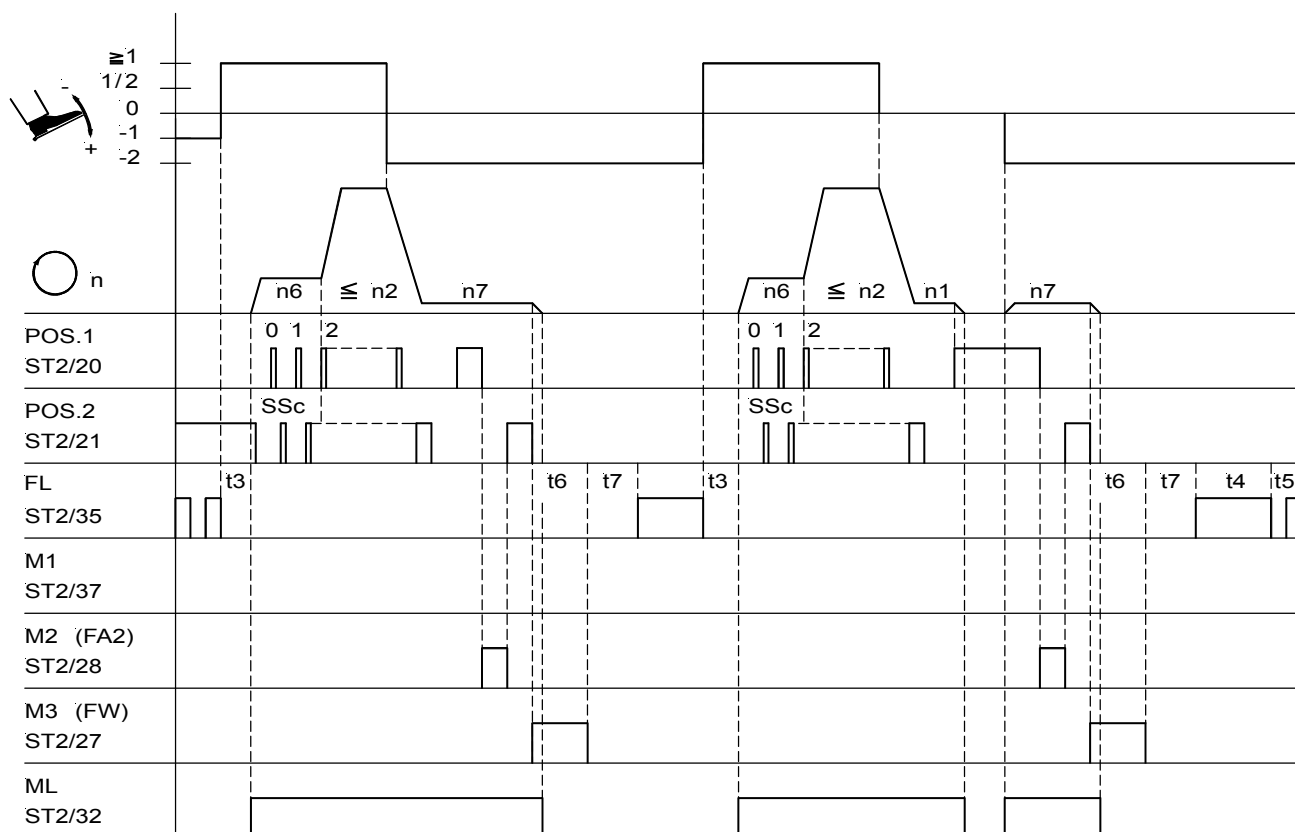 ≧1
1/2
-
0
-1
+
-2
n
n6 ≦ n2 n7 n6 ≦ n2 n1 n7
POS.1 0 1 2 0 1 2
ST2/20
POS.2 SSc SSc
ST2/21
FL t3 t6 t7 t3 t6 t7 t4 t5
ST2/35
M1
ST2/37
M2 (FA2)
ST2/28
M3 (FW)
ST2/27
ML
ST2/32